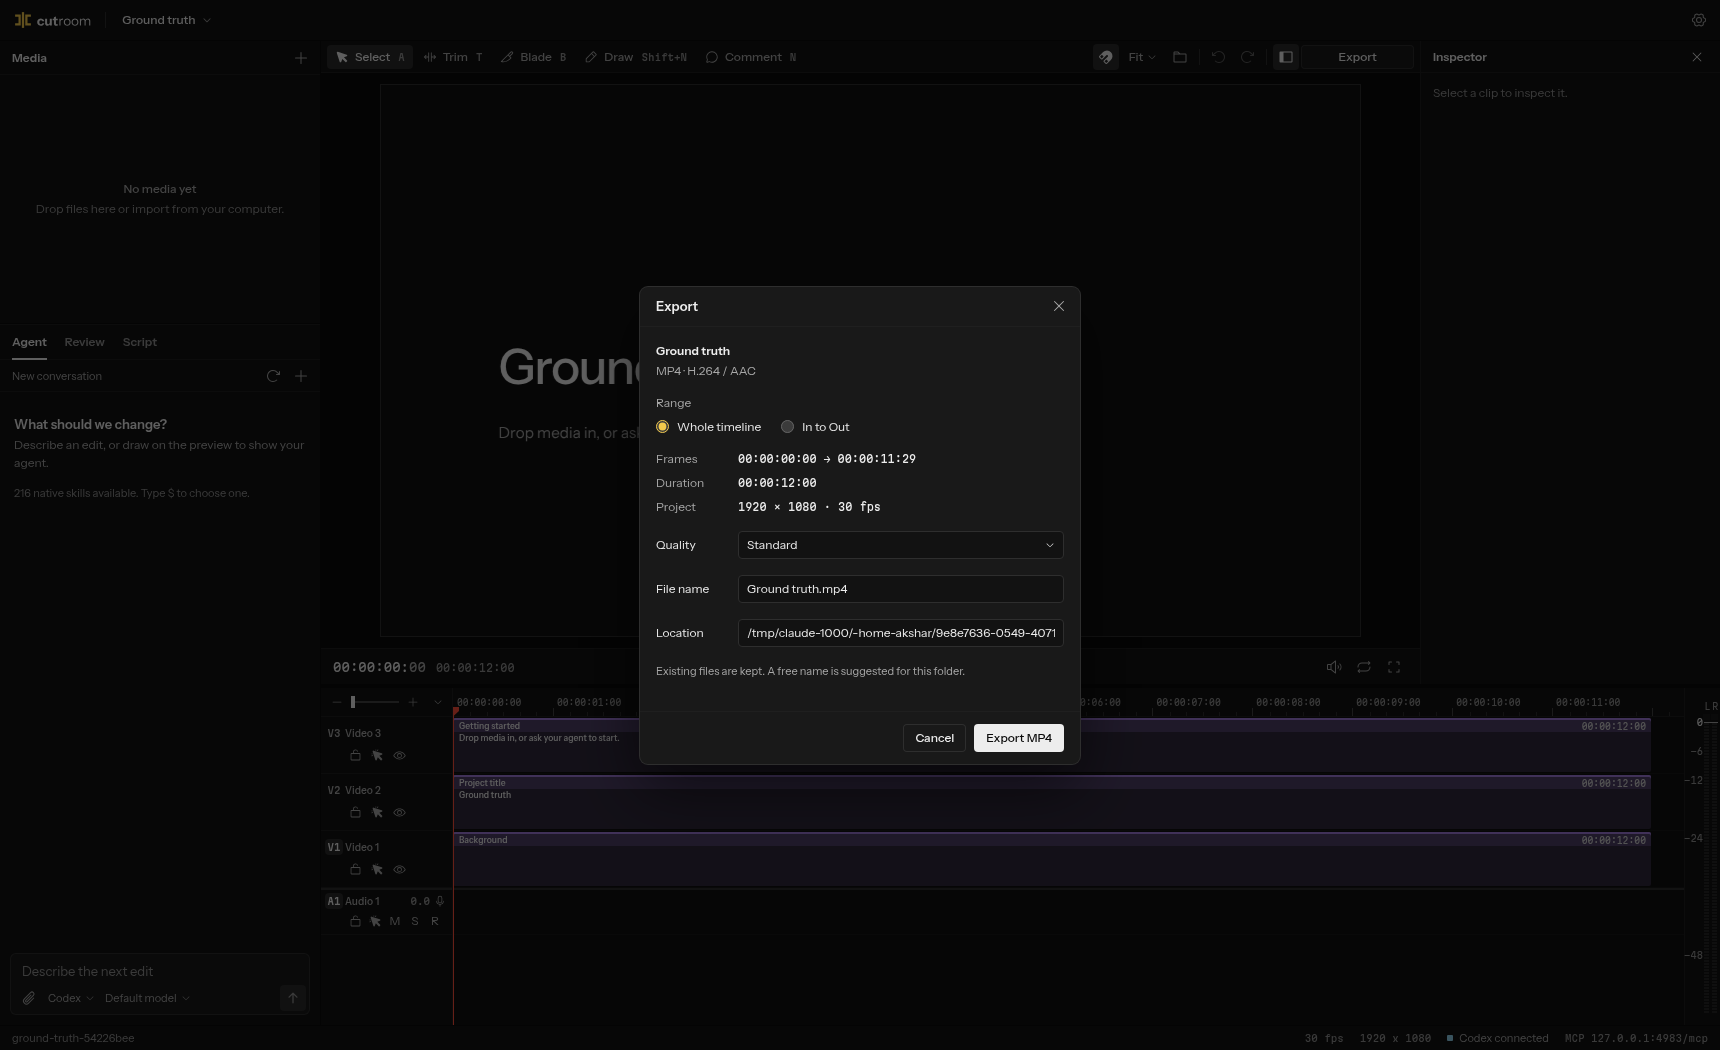 cutroom
Ground truth
Media
Select A
Trim T
Blade B
Draw Shift+N
Comment N
Fit
Export
Inspector
Select a clip to inspect it.
No media yet
Drop files here or import from your computer.
Agent Review Script
New conversation
What should we change?
Describe an edit, or draw on the preview to show your
agent.
216 native skills available. Type $ to choose one.
Describe the next edit
Codex Default model
Ground
Drop media in, or ask
Export
Ground truth
MP4 · H.264 / AAC
Range
Whole timeline In to Out
Frames 00:00:00:00 → 00:00:11:29
Duration 00:00:12:00
Project 1920 × 1080 · 30 fps
Quality Standard
File name Ground truth.mp4
Location /tmp/claude-1000/-home-akshar/9e8e7636-0549-4071
Existing files are kept. A free name is suggested for this folder.
Cancel Export MP4
00:00:00:00 00:00:12:00
00:00:00:00 00:00:01:00 0:06:00 00:00:07:00 00:00:08:00 00:00:09:00 00:00:10:00 00:00:11:00
L R
0
-6
-12
-24
-48
V3 Video 3
Getting started 00:00:12:00
Drop media in, or ask your agent to start.
V2 Video 2
Project title 00:00:12:00
Ground truth
V1 Video 1
Background 00:00:12:00
A1 Audio 1 0.0
M S R
ground-truth-54226bee
30 fps 1920 x 1080 Codex connected MCP 127.0.0.1:4983/mcp